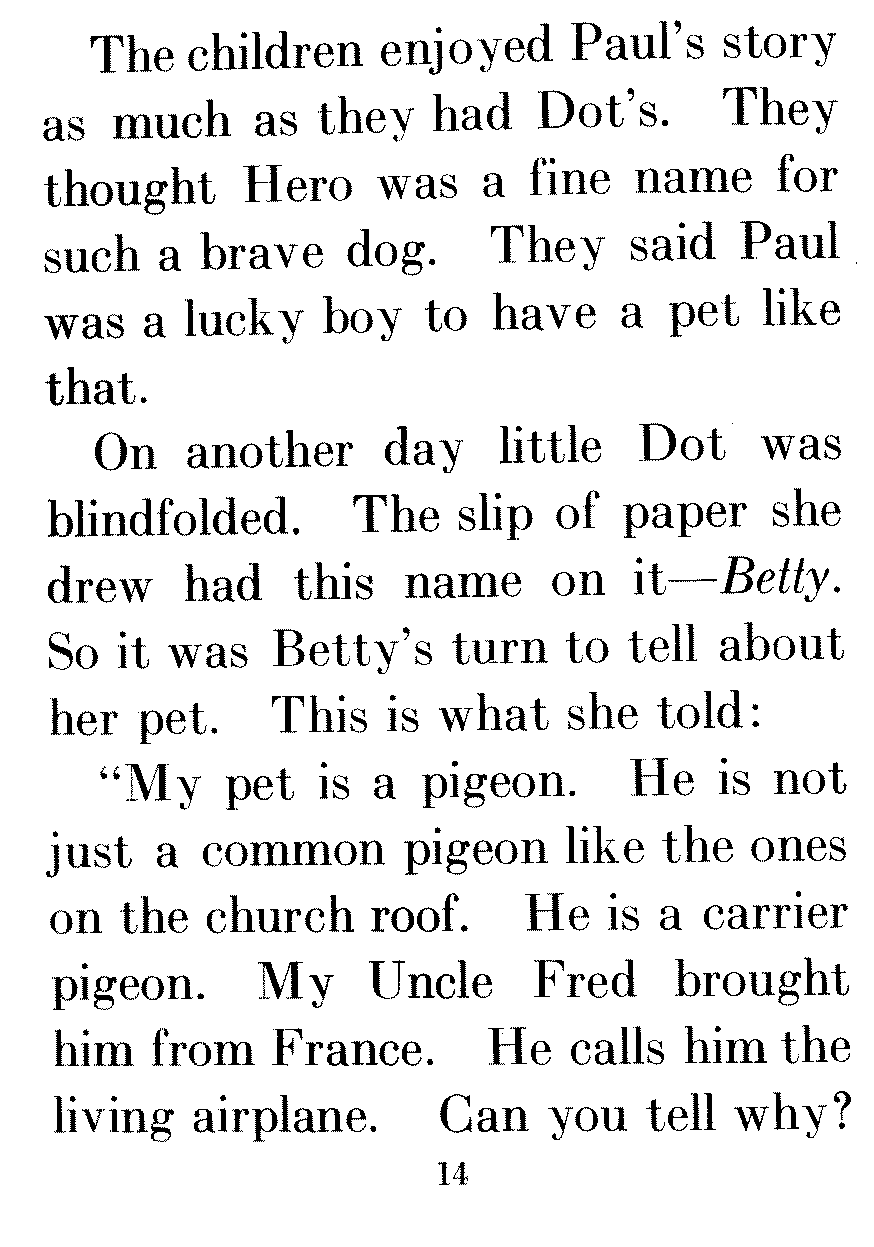 The children enjoyed Paul's story
as much as they had Dot's. They
thought Hero was a fine name for
such a brave dog. They said Paul
was a lucky boy to have a pet like
that.
On another day little Dot was
blindfolded. The slip of paper she
drew had this name on it—Betty.
So it was Betty's turn to tell about
her pet. This is what she told:
“My pet is a pigeon. He is not
just a common pigeon like the ones
on the church roof. He is a carrier
pigeon. My Uncle Fred brought
him from France. He calls him the
living airplane. Can you tell why?
14